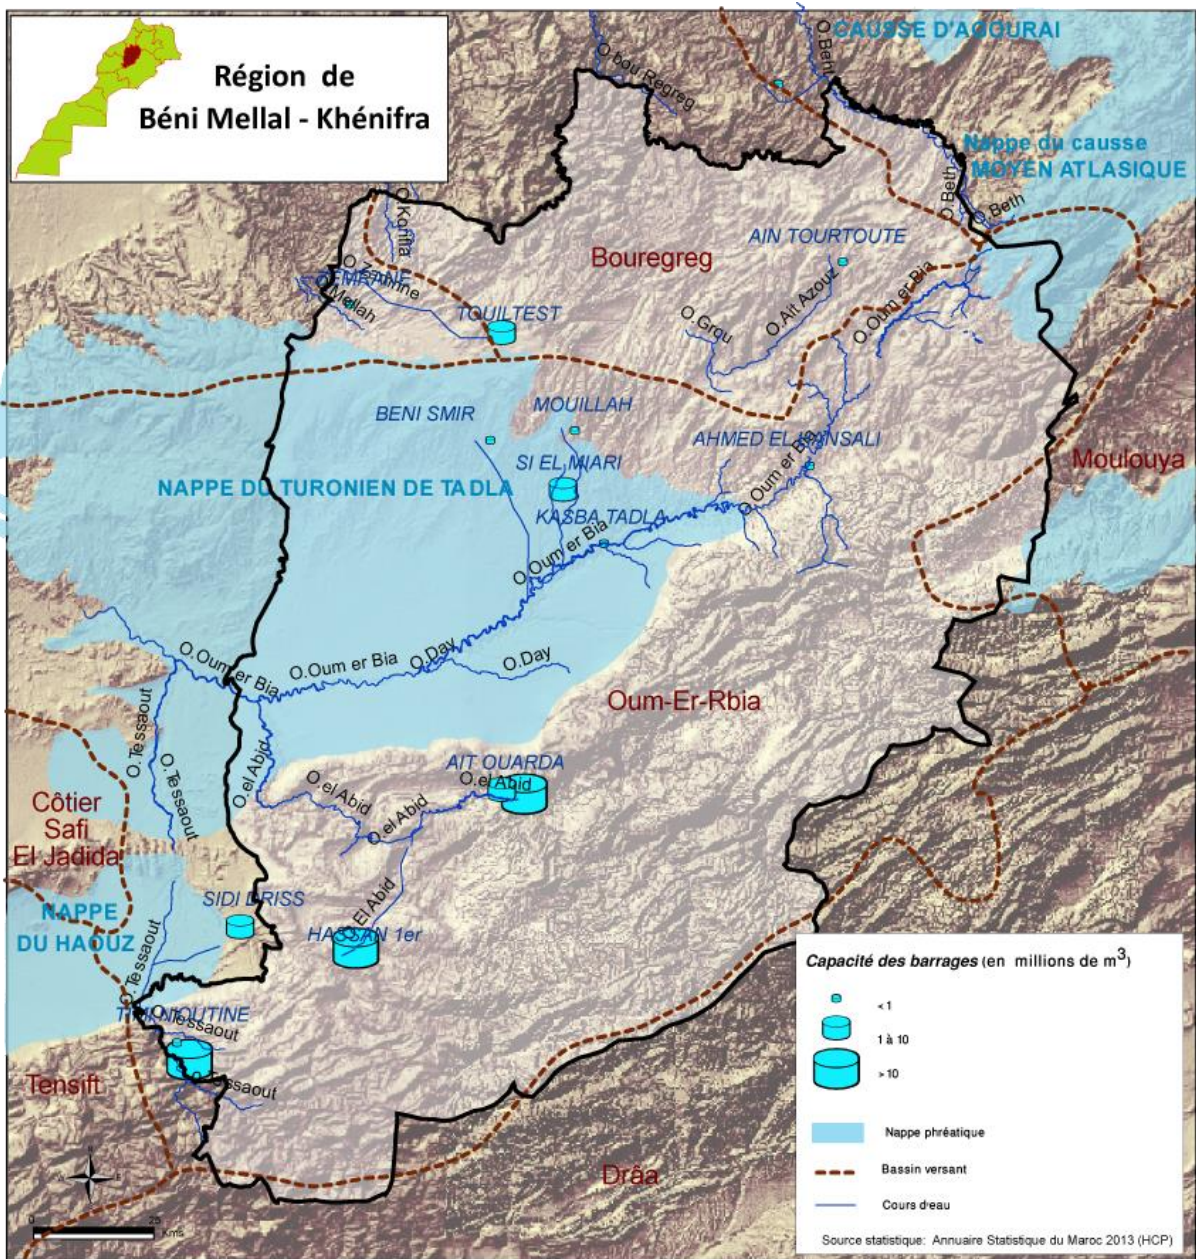 Région de
Béni Mellal - Khénifra
CAUSSE D'AGOURAI
O.Beht
O.bou Regreg
Nappe du causse
MOYEN ATLASIQUE
O.Beth
O.Beth
O.Korifla
Bouregreg
AIN TOURTOUTE
ZEMRANE
O.Mellah
TOUILTEST
O.Oum er Bia
O.Ait Azouz
O.Grou
BENI SMIR
MOUILLAH
AHMED EL HANSALI
SI EL MIARI
O.Oum er Bia
Moulouya
NAPPE DU TURONIEN DE TADLA
KASBA TADLA
O.Oum er Bia
O.Oum er Bia
O.Oum er Bia
O.Day
O.Day
O.Tessaout
O.Tessaout
Oum-Er-Rbia
O.el Abid
AIT OUARDA
O.el Abid
O.el Abid
O.el Abid
Côtier
Safi
El Jadida
SIDI DRISS
O.El Abid
HASSAN 1er
NAPPE
DU HAOUZ
O.Tessaout
O.Tessaout
O.Tessaout
Tensift
Drâa
0 25
Kms
Capacité des barrages (en millions de m³)
< 1
1 à 10
> 10
Nappe phréatique
Bassin versant
Cours d'eau
Source statistique: Annuaire Statistique du Maroc 2013 (HCP)